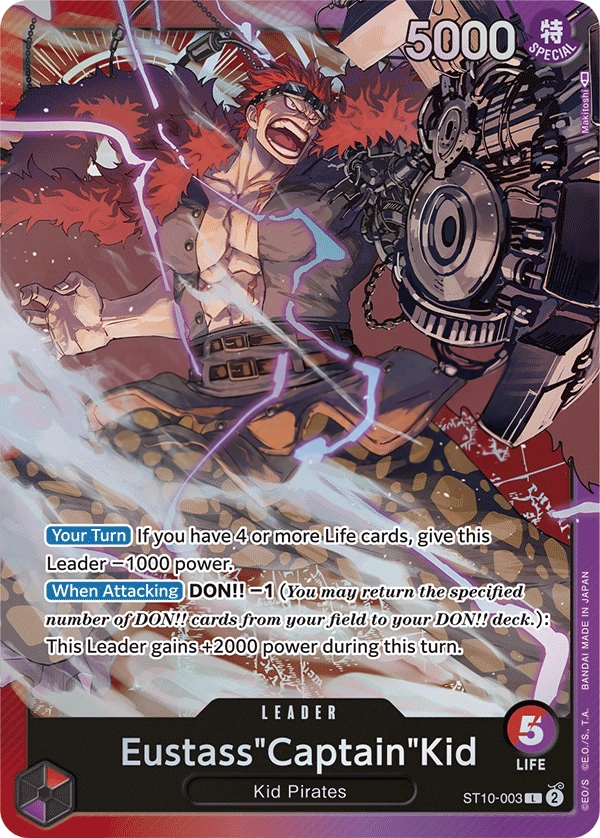 5000
特
SPECIAL
Makitoshi
Your Turn If you have 4 or more Life cards, give this
Leader −1000 power.
When Attacking DON!! −1 (You may return the specified
number of DON!! cards from your field to your DON!! deck.):
This Leader gains +2000 power during this turn.
LEADER
Eustass"Captain"Kid
Kid Pirates
5
LIFE
ST10-003 L 2
©E.O./S., T.A. BANDAI MADE IN JAPAN
©EO/S